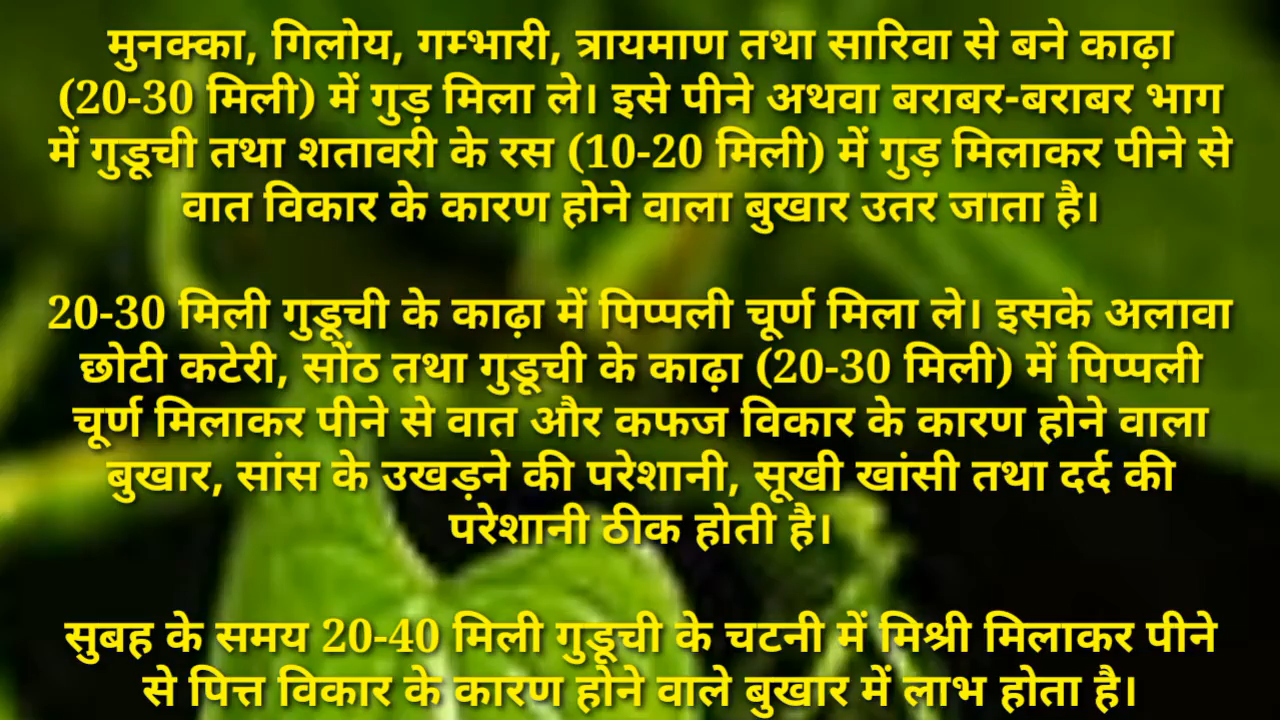 मुनक्का, गिलोय, गम्भारी, त्रायमाण तथा सारिवा से बने काढ़ा
(20-30 मिली) में गुड़ मिला ले। इसे पीने अथवा बराबर-बराबर भाग
में गुडूची तथा शतावरी के रस (10-20 मिली) में गुड़ मिलाकर पीने से
वात विकार के कारण होने वाला बुखार उतर जाता है।
20-30 मिली गुडूची के काढ़ा में पिप्पली चूर्ण मिला ले। इसके अलावा
छोटी कटेरी, सोंठ तथा गुडूची के काढ़ा (20-30 मिली) में पिप्पली
चूर्ण मिलाकर पीने से वात और कफज विकार के कारण होने वाला
बुखार, सांस के उखड़ने की परेशानी, सूखी खांसी तथा दर्द की
परेशानी ठीक होती है।
सुबह के समय 20-40 मिली गुडूची के चटनी में मिश्री मिलाकर पीने
से पित्त विकार के कारण होने वाले बुखार में लाभ होता है।